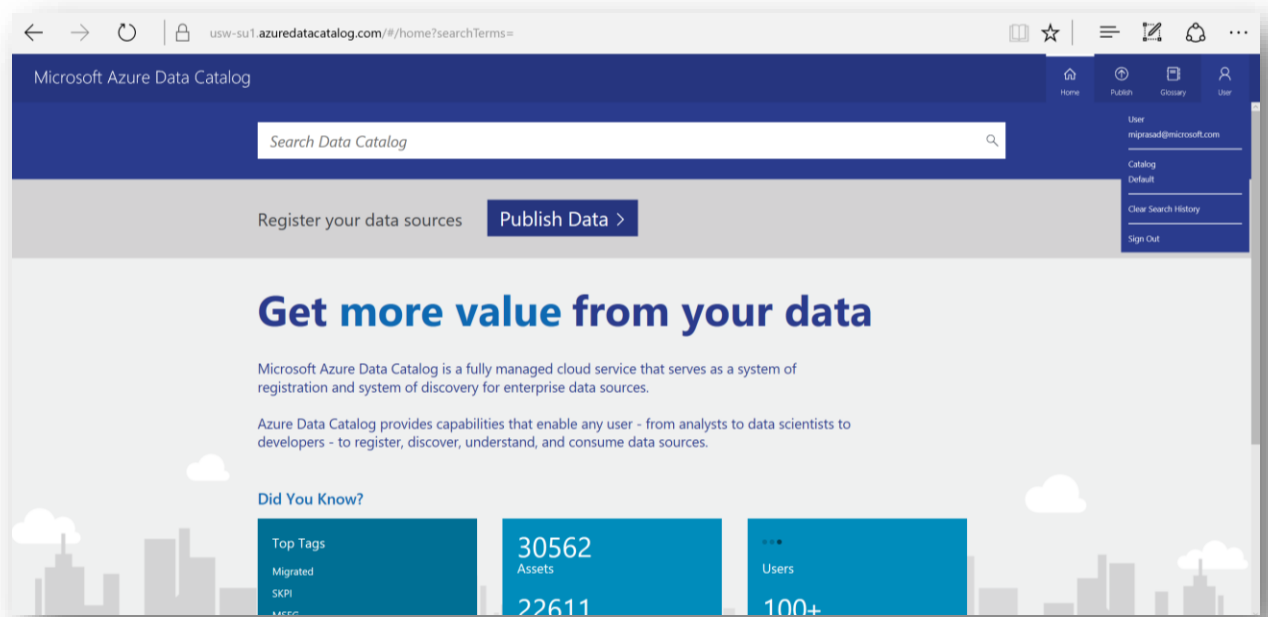 usw-su1.azuredatacatalog.com/#/home?searchTerms=
Microsoft Azure Data Catalog
Home
Publish
Glossary
User
Search Data Catalog
User
miprasad@microsoft.com
Catalog
Default
Clear Search History
Sign Out
Register your data sources
Publish Data >
Get more value from your data
Microsoft Azure Data Catalog is a fully managed cloud service that serves as a system of
registration and system of discovery for enterprise data sources.
Azure Data Catalog provides capabilities that enable any user - from analysts to data scientists to
developers - to register, discover, understand, and consume data sources.
Did You Know?
Top Tags
Migrated
SKPI
30562
Assets
22611
Users
100+